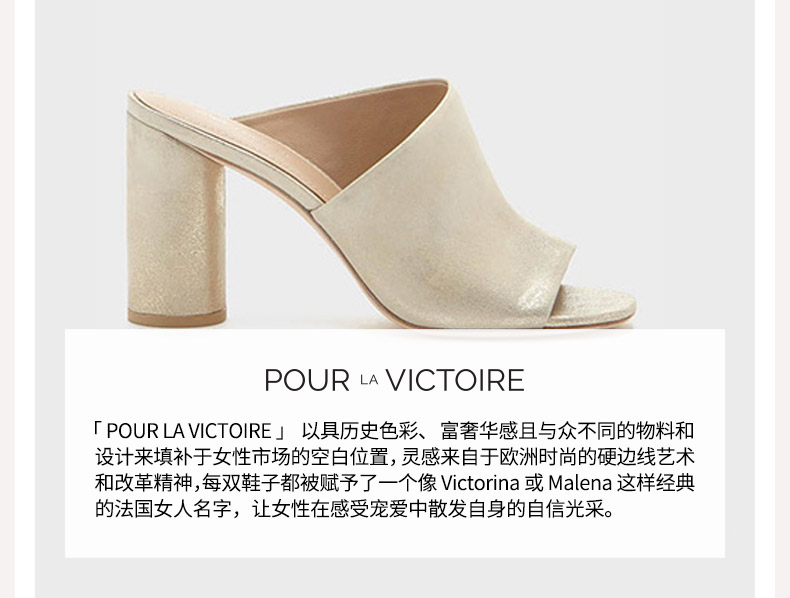 POUR LA VICTOIRE
「 POUR LA VICTOIRE 」 以具历史色彩、富奢华感且与众不同的物料和
设计来填补于女性市场的空白位置，灵感来自于欧洲时尚的硬边线艺术
和改革精神，每双鞋子都被赋予了一个像 Victorina 或 Malena 这样经典
的法国女人名字，让女性在感受宠爱中散发自身的自信光采。